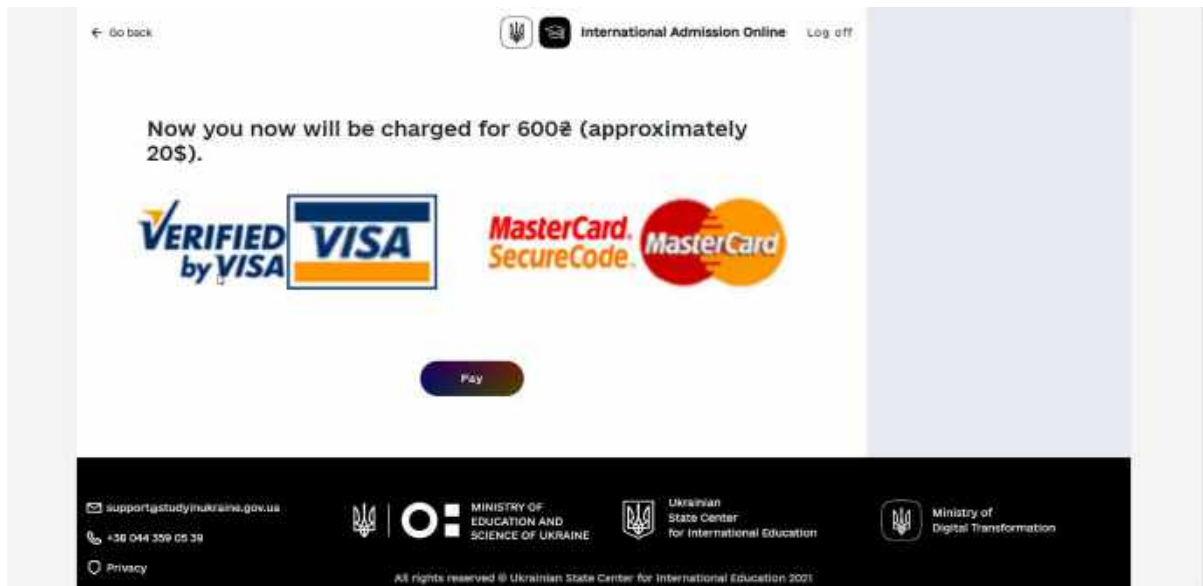 ← Go back
International Admission Online
Log off
Now you now will be charged for 600₴ (approximately
20$).
VERIFIED
by VISA
VISA
MasterCard.
SecureCode.
MasterCard
Pay
support@studyinukraine.gov.ua
+38 044 359 05 39
Privacy
MINISTRY OF
EDUCATION AND
SCIENCE OF UKRAINE
Ukrainian
State Center
for International Education
Ministry of
Digital Transformation
All rights reserved © Ukrainian State Center for International Education 2021